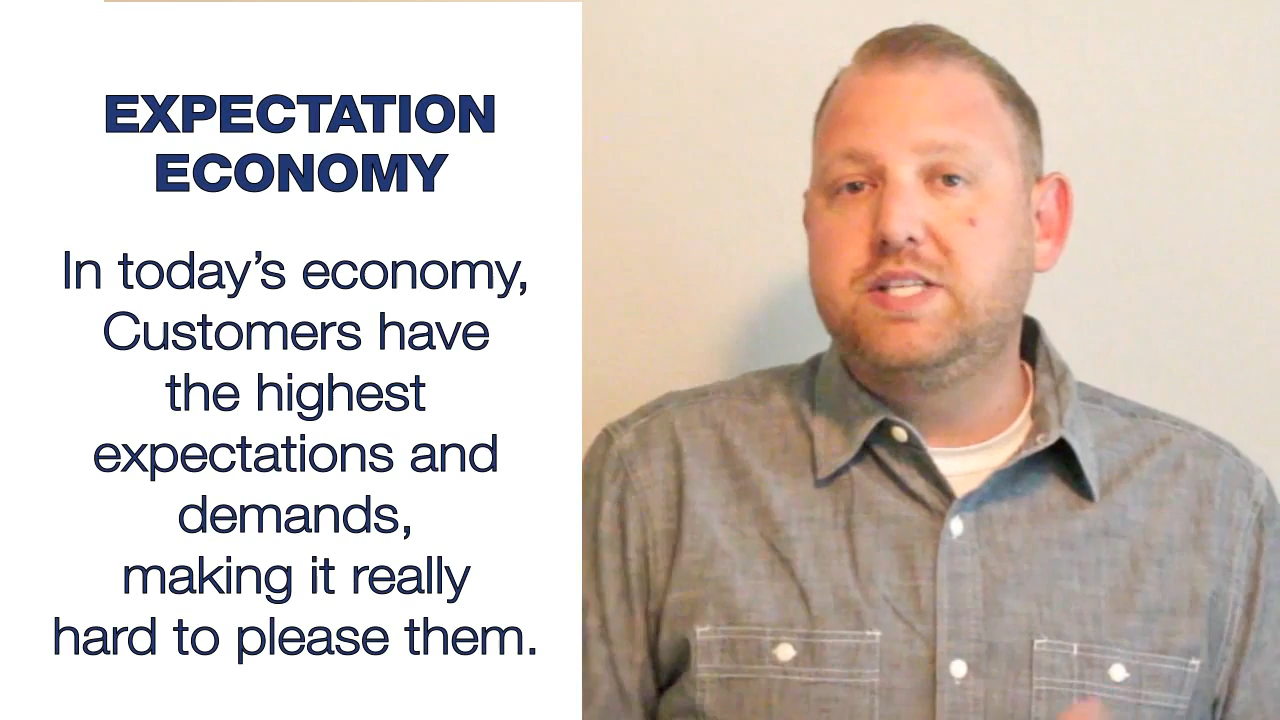 EXPECTATION
ECONOMY
In today’s economy,
Customers have
the highest
expectations and
demands,
making it really
hard to please them.